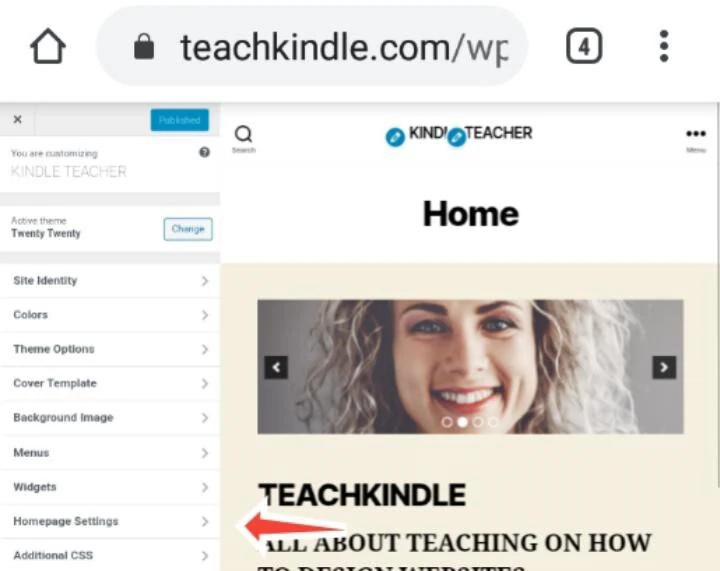 teachkindle.com/wp
4
Published
You are customizing
KINDLE TEACHER
Active theme
Twenty Twenty
Change
Site Identity
Colors
Theme Options
Cover Template
Background Image
Menus
Widgets
Homepage Settings
Additional CSS
Search
KINDL TEACHER
Menu
Home
TEACHKINDLE
ALL ABOUT TEACHING ON HOW
TO DESIGN WEBSITES